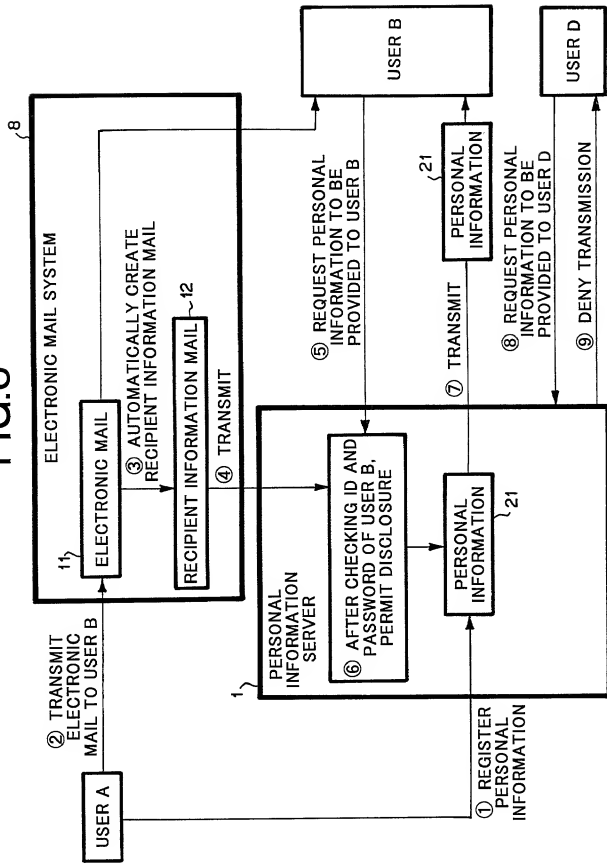 8
ELECTRONIC MAIL SYSTEM
② TRANSMIT
ELECTRONIC
MAIL TO USER B
11
ELECTRONIC MAIL
③ AUTOMATICALLY CREATE
RECIPIENT INFORMATION MAIL
12
RECIPIENT INFORMATION MAIL
④ TRANSMIT
USER A
① REGISTER
PERSONAL
INFORMATION
1
PERSONAL
INFORMATION
SERVER
⑥ AFTER CHECKING ID AND
PASSWORD OF USER B,
PERMIT DISCLOSURE
PERSONAL
INFORMATION
21
⑤ REQUEST PERSONAL
INFORMATION TO BE
PROVIDED TO USER B
⑦ TRANSMIT
21
PERSONAL
INFORMATION
USER B
⑧ REQUEST PERSONAL
INFORMATION TO BE
PROVIDED TO USER D
⑨ DENY TRANSMISSION
USER D